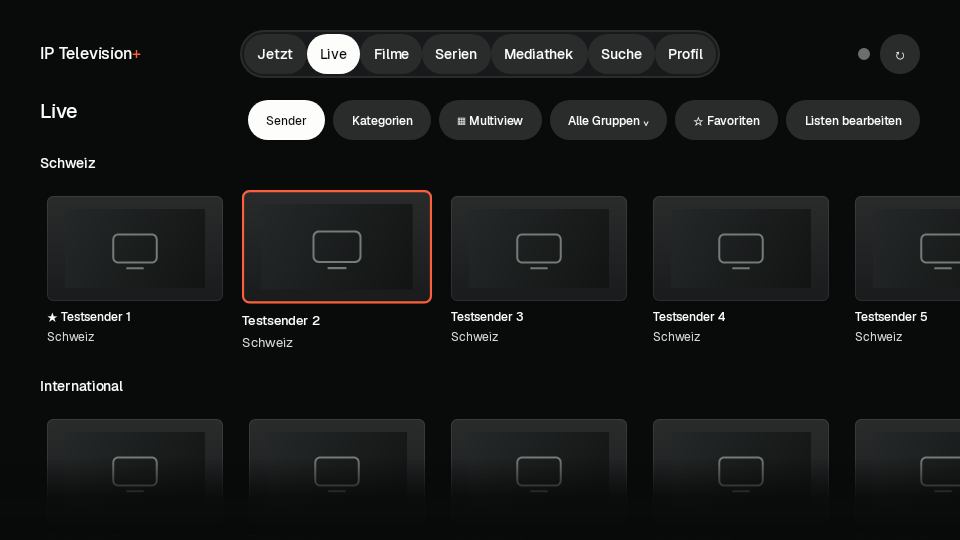 IP Television+
Jetzt Live Filme Serien Mediathek Suche Profil
↻
Live
Sender Kategorien ▦ Multiview Alle Gruppen ⌄ ☆ Favoriten Listen bearbeiten
Schweiz
★ Testsender 1
Schweiz
Testsender 2
Schweiz
Testsender 3
Schweiz
Testsender 4
Schweiz
Testsender 5
Schweiz
International